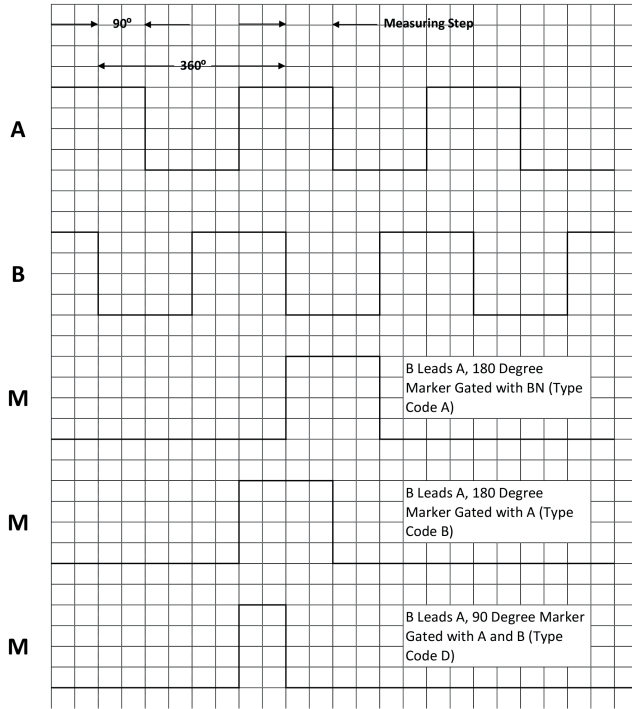 90° Measuring Step
360°
A
B
M
B Leads A, 180 Degree
Marker Gated with BN (Type
Code A)
M
B Leads A, 180 Degree
Marker Gated with A (Type
Code B)
M
B Leads A, 90 Degree Marker
Gated with A and B (Type
Code D)